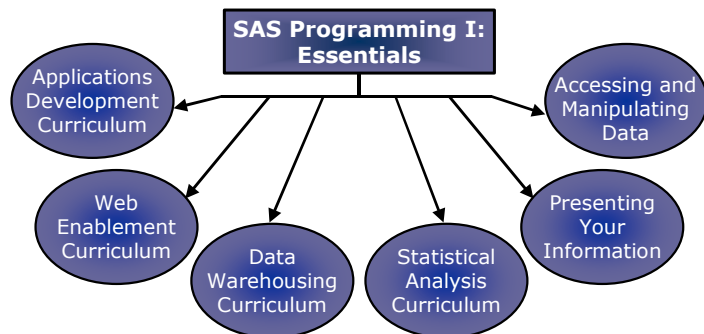 SAS Programming I:
Essentials
Applications
Development
Curriculum
Accessing and
Manipulating
Data
Web
Enablement
Curriculum
Presenting
Your
Information
Data
Warehousing
Curriculum
Statistical
Analysis
Curriculum